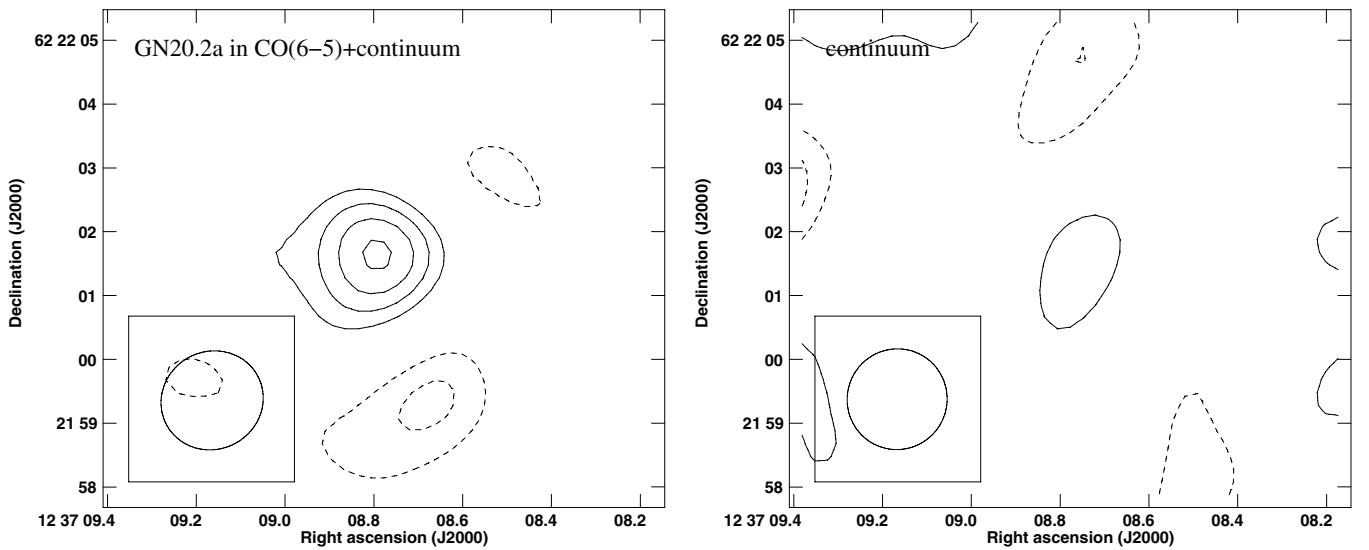 GN20.2a in CO(6−5)+continuum
62 22 05
04
03
02
01
00
21 59
58
Declination (J2000)
12 37 09.4
09.2
09.0
08.8
08.6
08.4
08.2
Right ascension (J2000)
continuum
62 22 05
04
03
02
01
00
21 59
58
Declination (J2000)
12 37 09.4
09.2
09.0
08.8
08.6
08.4
08.2
Right ascension (J2000)